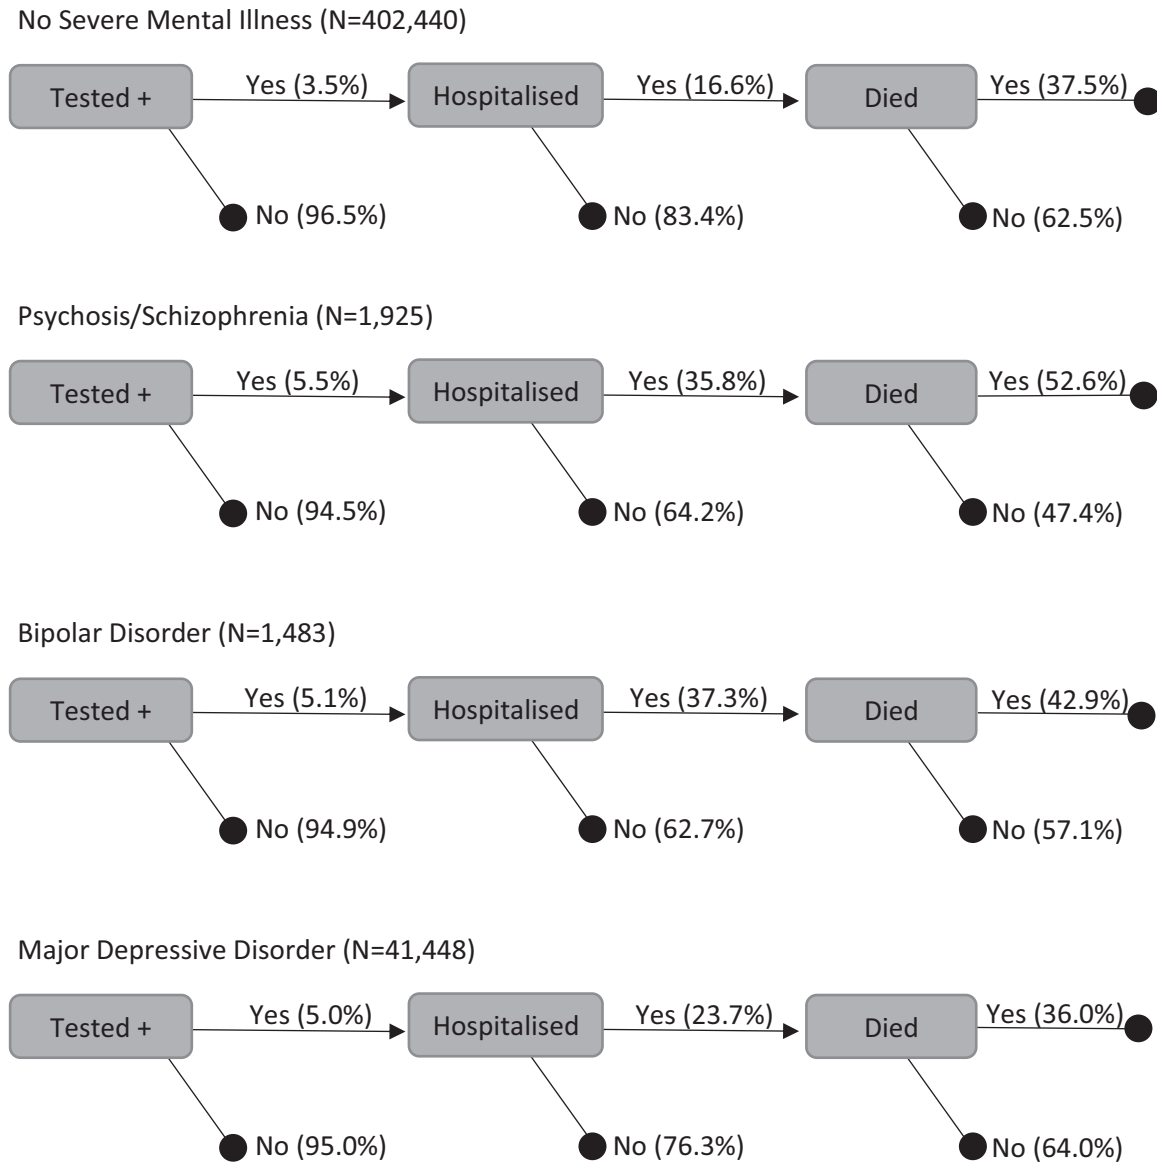 No Severe Mental Illness (N=402,440)
Tested +
Yes (3.5%)
Hospitalised
Yes (16.6%)
Died
Yes (37.5%)
No (96.5%)
No (83.4%)
No (62.5%)
Psychosis/Schizophrenia (N=1,925)
Tested +
Yes (5.5%)
Hospitalised
Yes (35.8%)
Died
Yes (52.6%)
No (94.5%)
No (64.2%)
No (47.4%)
Bipolar Disorder (N=1,483)
Tested +
Yes (5.1%)
Hospitalised
Yes (37.3%)
Died
Yes (42.9%)
No (94.9%)
No (62.7%)
No (57.1%)
Major Depressive Disorder (N=41,448)
Tested +
Yes (5.0%)
Hospitalised
Yes (23.7%)
Died
Yes (36.0%)
No (95.0%)
No (76.3%)
No (64.0%)